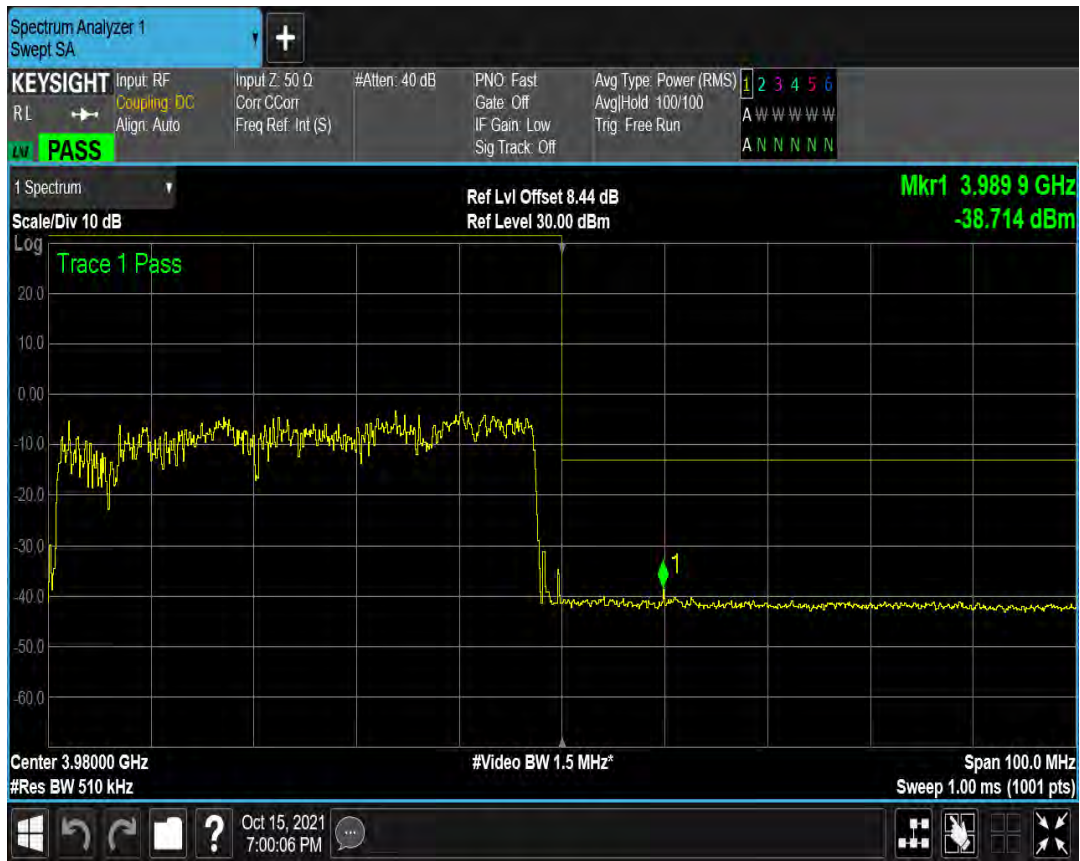 Spectrum Analyzer 1
Swept SA
+
KEYSIGHT
RL
LXI PASS
Input: RF
Coupling: DC
Align: Auto
Input Z: 50 Ω
Corr CCorr
Freq Ref: Int (S)
#Atten: 40 dB
PNO: Fast
Gate: Off
IF Gain: Low
Sig Track: Off
Avg Type: Power (RMS)
Avg|Hold: 100/100
Trig: Free Run
1 2 3 4 5 6
A W W W W W
A N N N N N
1 Spectrum
Scale/Div 10 dB
Ref Lvl Offset 8.44 dB
Ref Level 30.00 dBm
Mkr1 3.989 9 GHz
-38.714 dBm
Log
Trace 1 Pass
20.0
10.0
0.00
-10.0
-20.0
-30.0
-40.0
-50.0
-60.0
1
Center 3.98000 GHz
#Res BW 510 kHz
#Video BW 1.5 MHz*
Span 100.0 MHz
Sweep 1.00 ms (1001 pts)
?
Oct 15, 2021
7:00:06 PM